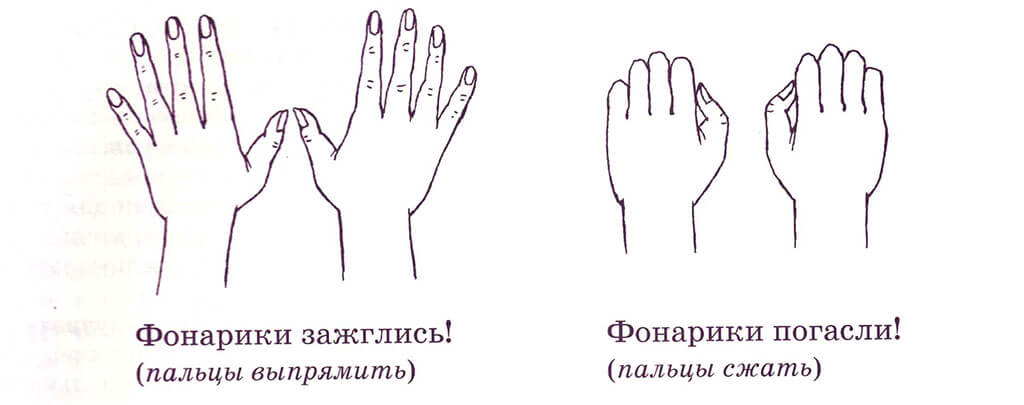 Фонарики зажглись!
(пальцы выпрямить)
Фонарики погасли!
(пальцы сжать)